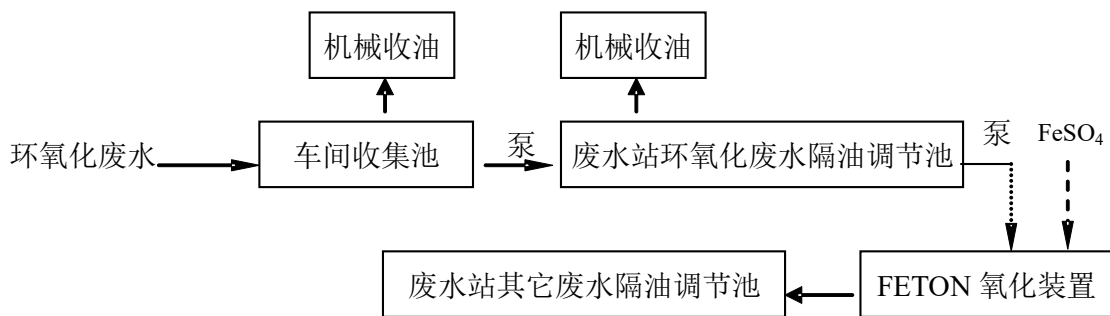 机械收油
机械收油
环氧化废水
车间收集池
泵
废水站环氧化废水隔油调节池
泵
FeSO₄
废水站其它废水隔油调节池
FETON 氧化装置